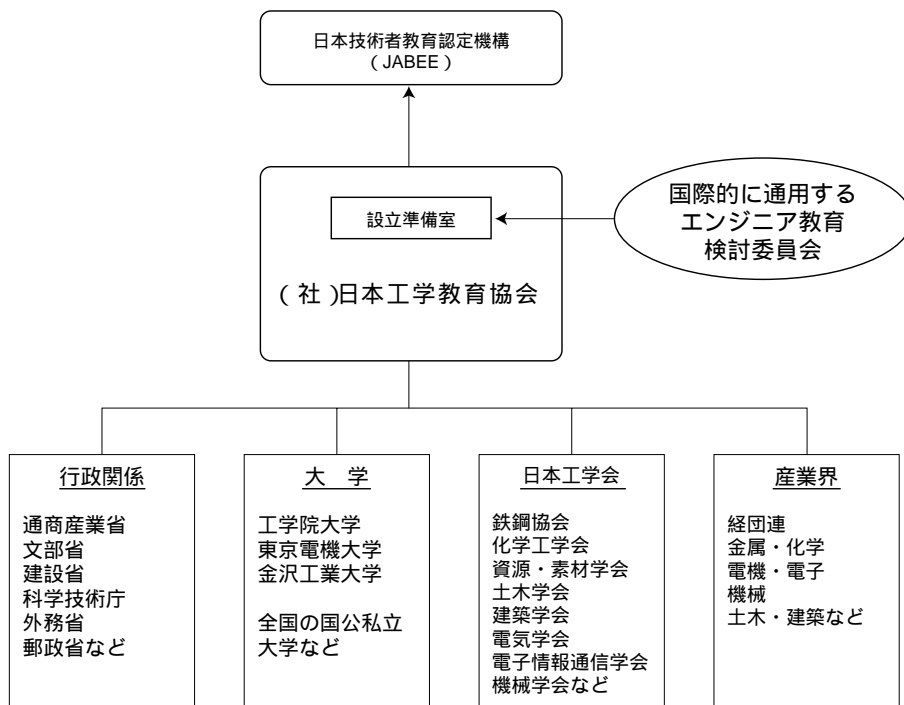 日本技術者教育認定機構
（JABEE）
設立準備室
（社）日本工学教育協会
国際的に通用する
エンジニア教育
検討委員会
行政関係
通商産業省
文部省
建設省
科学技術庁
外務省
郵政省など
大　学
工学院大学
東京電機大学
金沢工業大学
全国の国公私立
大学など
日本工学会
鉄鋼協会
化学工学会
資源・素材学会
土木学会
建築学会
電気学会
電子情報通信学会
機械学会など
産業界
経団連
金属・化学
電機・電子
機械
土木・建築など